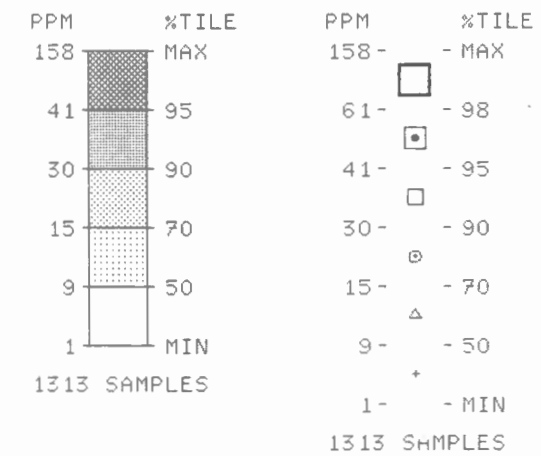 PPM %TILE
158 MAX
41 95
30 90
15 70
9 50
1 MIN
1313 SAMPLES
PPM %TILE
158 - - MAX
61 - - 98
41 - - 95
30 - - 90
15 - - 70
9 - - 50
1 - - MIN
1313 SAMPLES